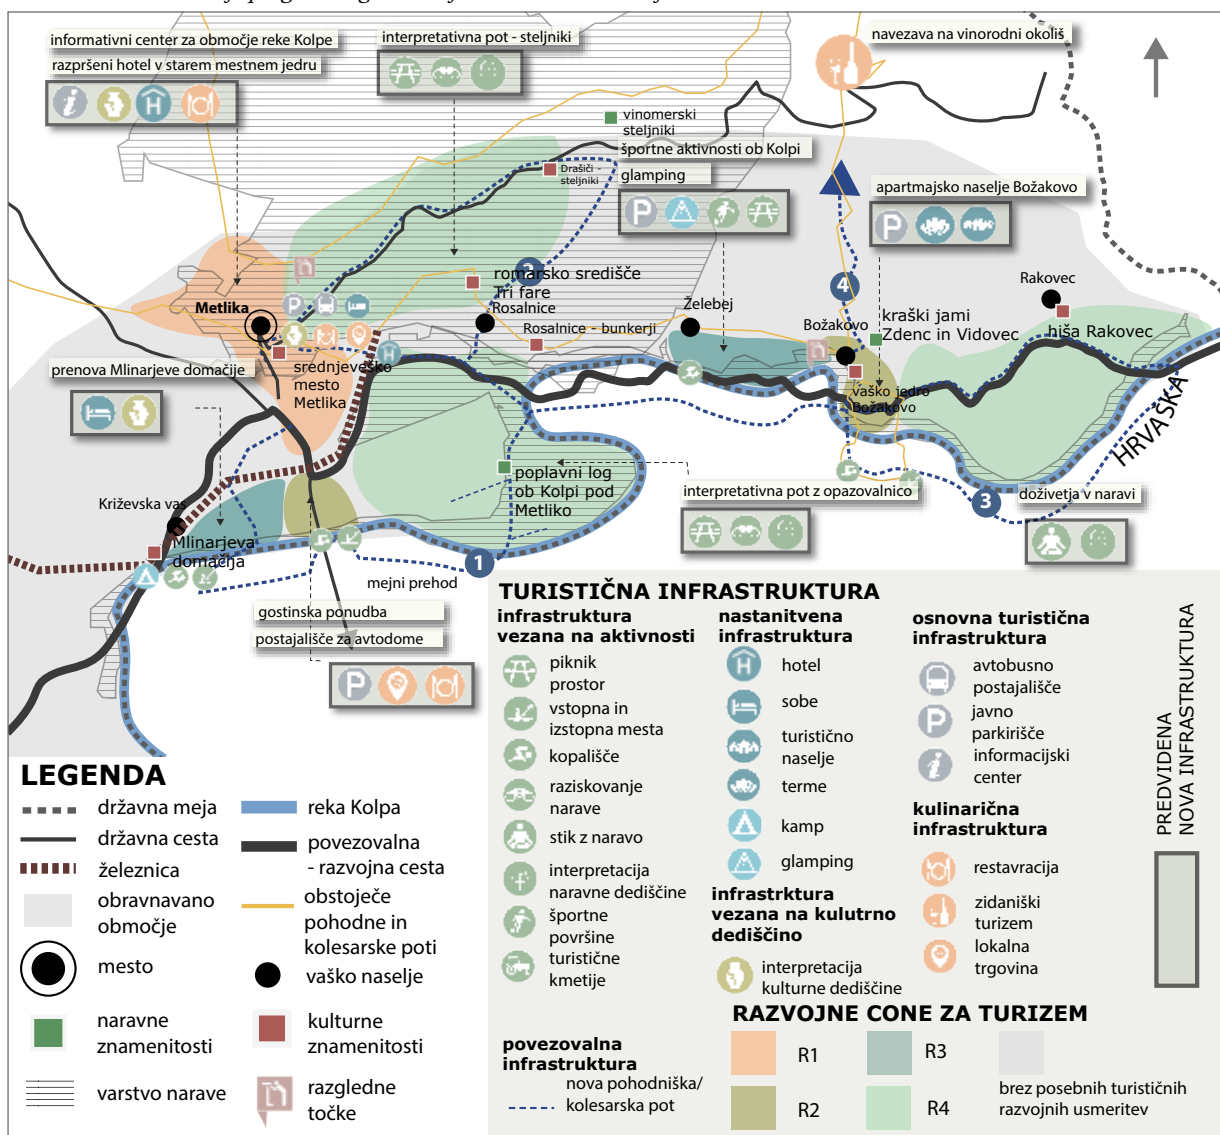 informativni center za območje reke Kolpe
razpršeni hotel v starem mestnem jedru
interpretativna pot - steljniki
navezava na vinorodni okoliš
vinomerski
steljniki
športne aktivnosti ob Kolpi
glamping
Drašiči -
steljniki
apartmajsko naselje Božakovo
2
romarsko središče
Tri fare
Rosalnice
Metlika
Rosalnice - bunkerji
Želebej
4
Božakovo
kraški jami
Zdenc in Vidovec
Rakovec
hiša Rakovec
prenova Mlinarjeve domačije
srednjeveško
mesto
Metlika
vaško jedro
Božakovo
HRVAŠKA
poplavni log
ob Kolpi pod
Metliko
interpretativna pot z opazovalnico
3
doživetja v naravi
Križevska vas
Mlinarjeva
domačija
1
mejni prehod
gostinska ponudba
postajališče za avtodome
TURISTIČNA INFRASTRUKTURA
infrastruktura
vezana na aktivnosti
piknik
prostor
vstopna in
izstopna mesta
kopališče
raziskovanje
narave
stik z naravo
interpretacija
naravne dediščine
športne
površine
turistične
kmetije
nastanitvena
infrastruktura
hotel
sobe
turistično
naselje
terme
kamp
glamping
infrastrktura
vezana na kulutrno
dediščino
interpretacija
kulturne dediščine
osnovna turistična
infrastruktura
avtobusno
postajališče
javno
parkirišče
informacijski
center
kulinarična
infrastruktura
restavracija
zidaniški
turizem
lokalna
trgovina
PREDVIDENA
NOVA INFRASTRUKTURA
LEGENDA
državna meja
državna cesta
železnica
obravnavano
območje
mesto
naravne
znamenitosti
varstvo narave
reka Kolpa
povezovalna
- razvojna cesta
obstoječe
pohodne in
kolesarske poti
vaško naselje
kulturne
znamenitosti
razgledne
točke
povezovalna
infrastruktura
nova pohodniška/
kolesarska pot
RAZVOJNE CONE ZA TURIZEM
R1
R2
R3
R4
brez posebnih turističnih
razvojnih usmeritev